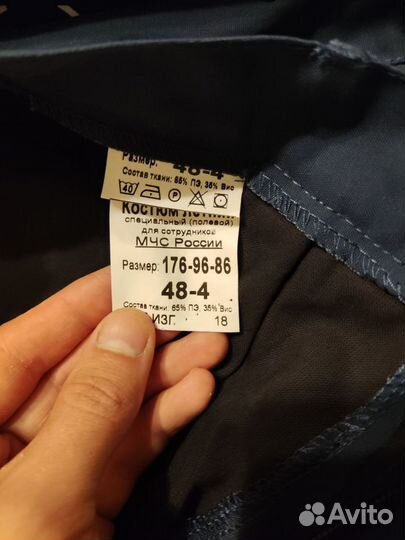 Размер: 48-4
Состав ткани: 65% ПЭ, 35% Вис
40 P
Костюм
специальный (полевой)
для сотрудников
МЧС России
Размер: 176-96-86
48-4
Состав ткани: 65% ПЭ, 35% Вис
ИЗГ. 18
Avito